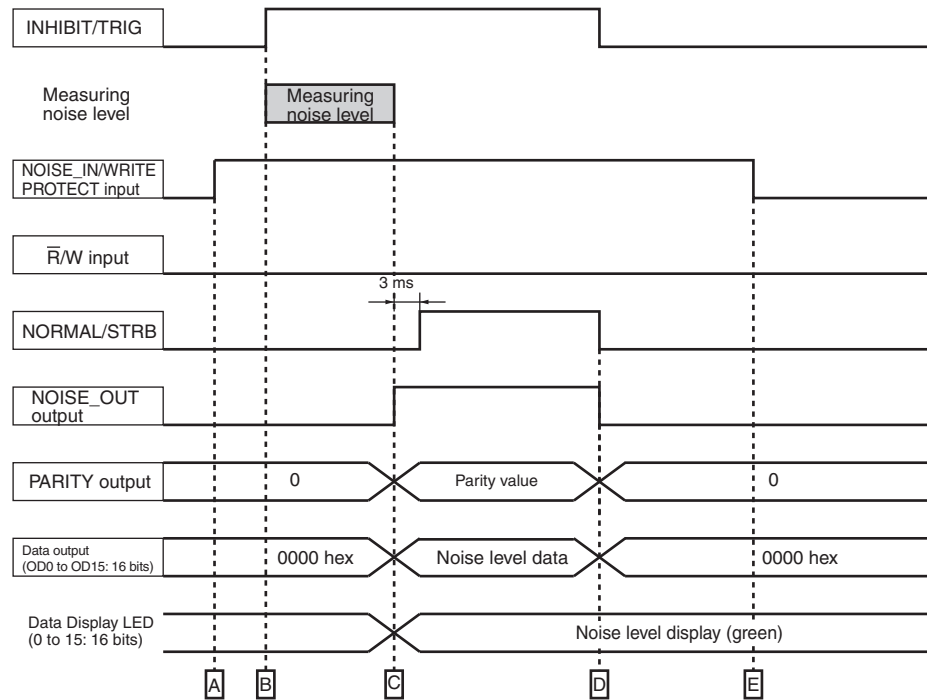 INHIBIT/TRIG
Measuring
noise level
Measuring
noise level
NOISE_IN/WRITE
PROTECT input
R̅/W input
3 ms
NORMAL/STRB
NOISE_OUT
output
PARITY output
0
Parity value
0
Data output
(OD0 to OD15: 16 bits)
0000 hex
Noise level data
0000 hex
Data Display LED
(0 to 15: 16 bits)
Noise level display (green)
A
B
C
D
E